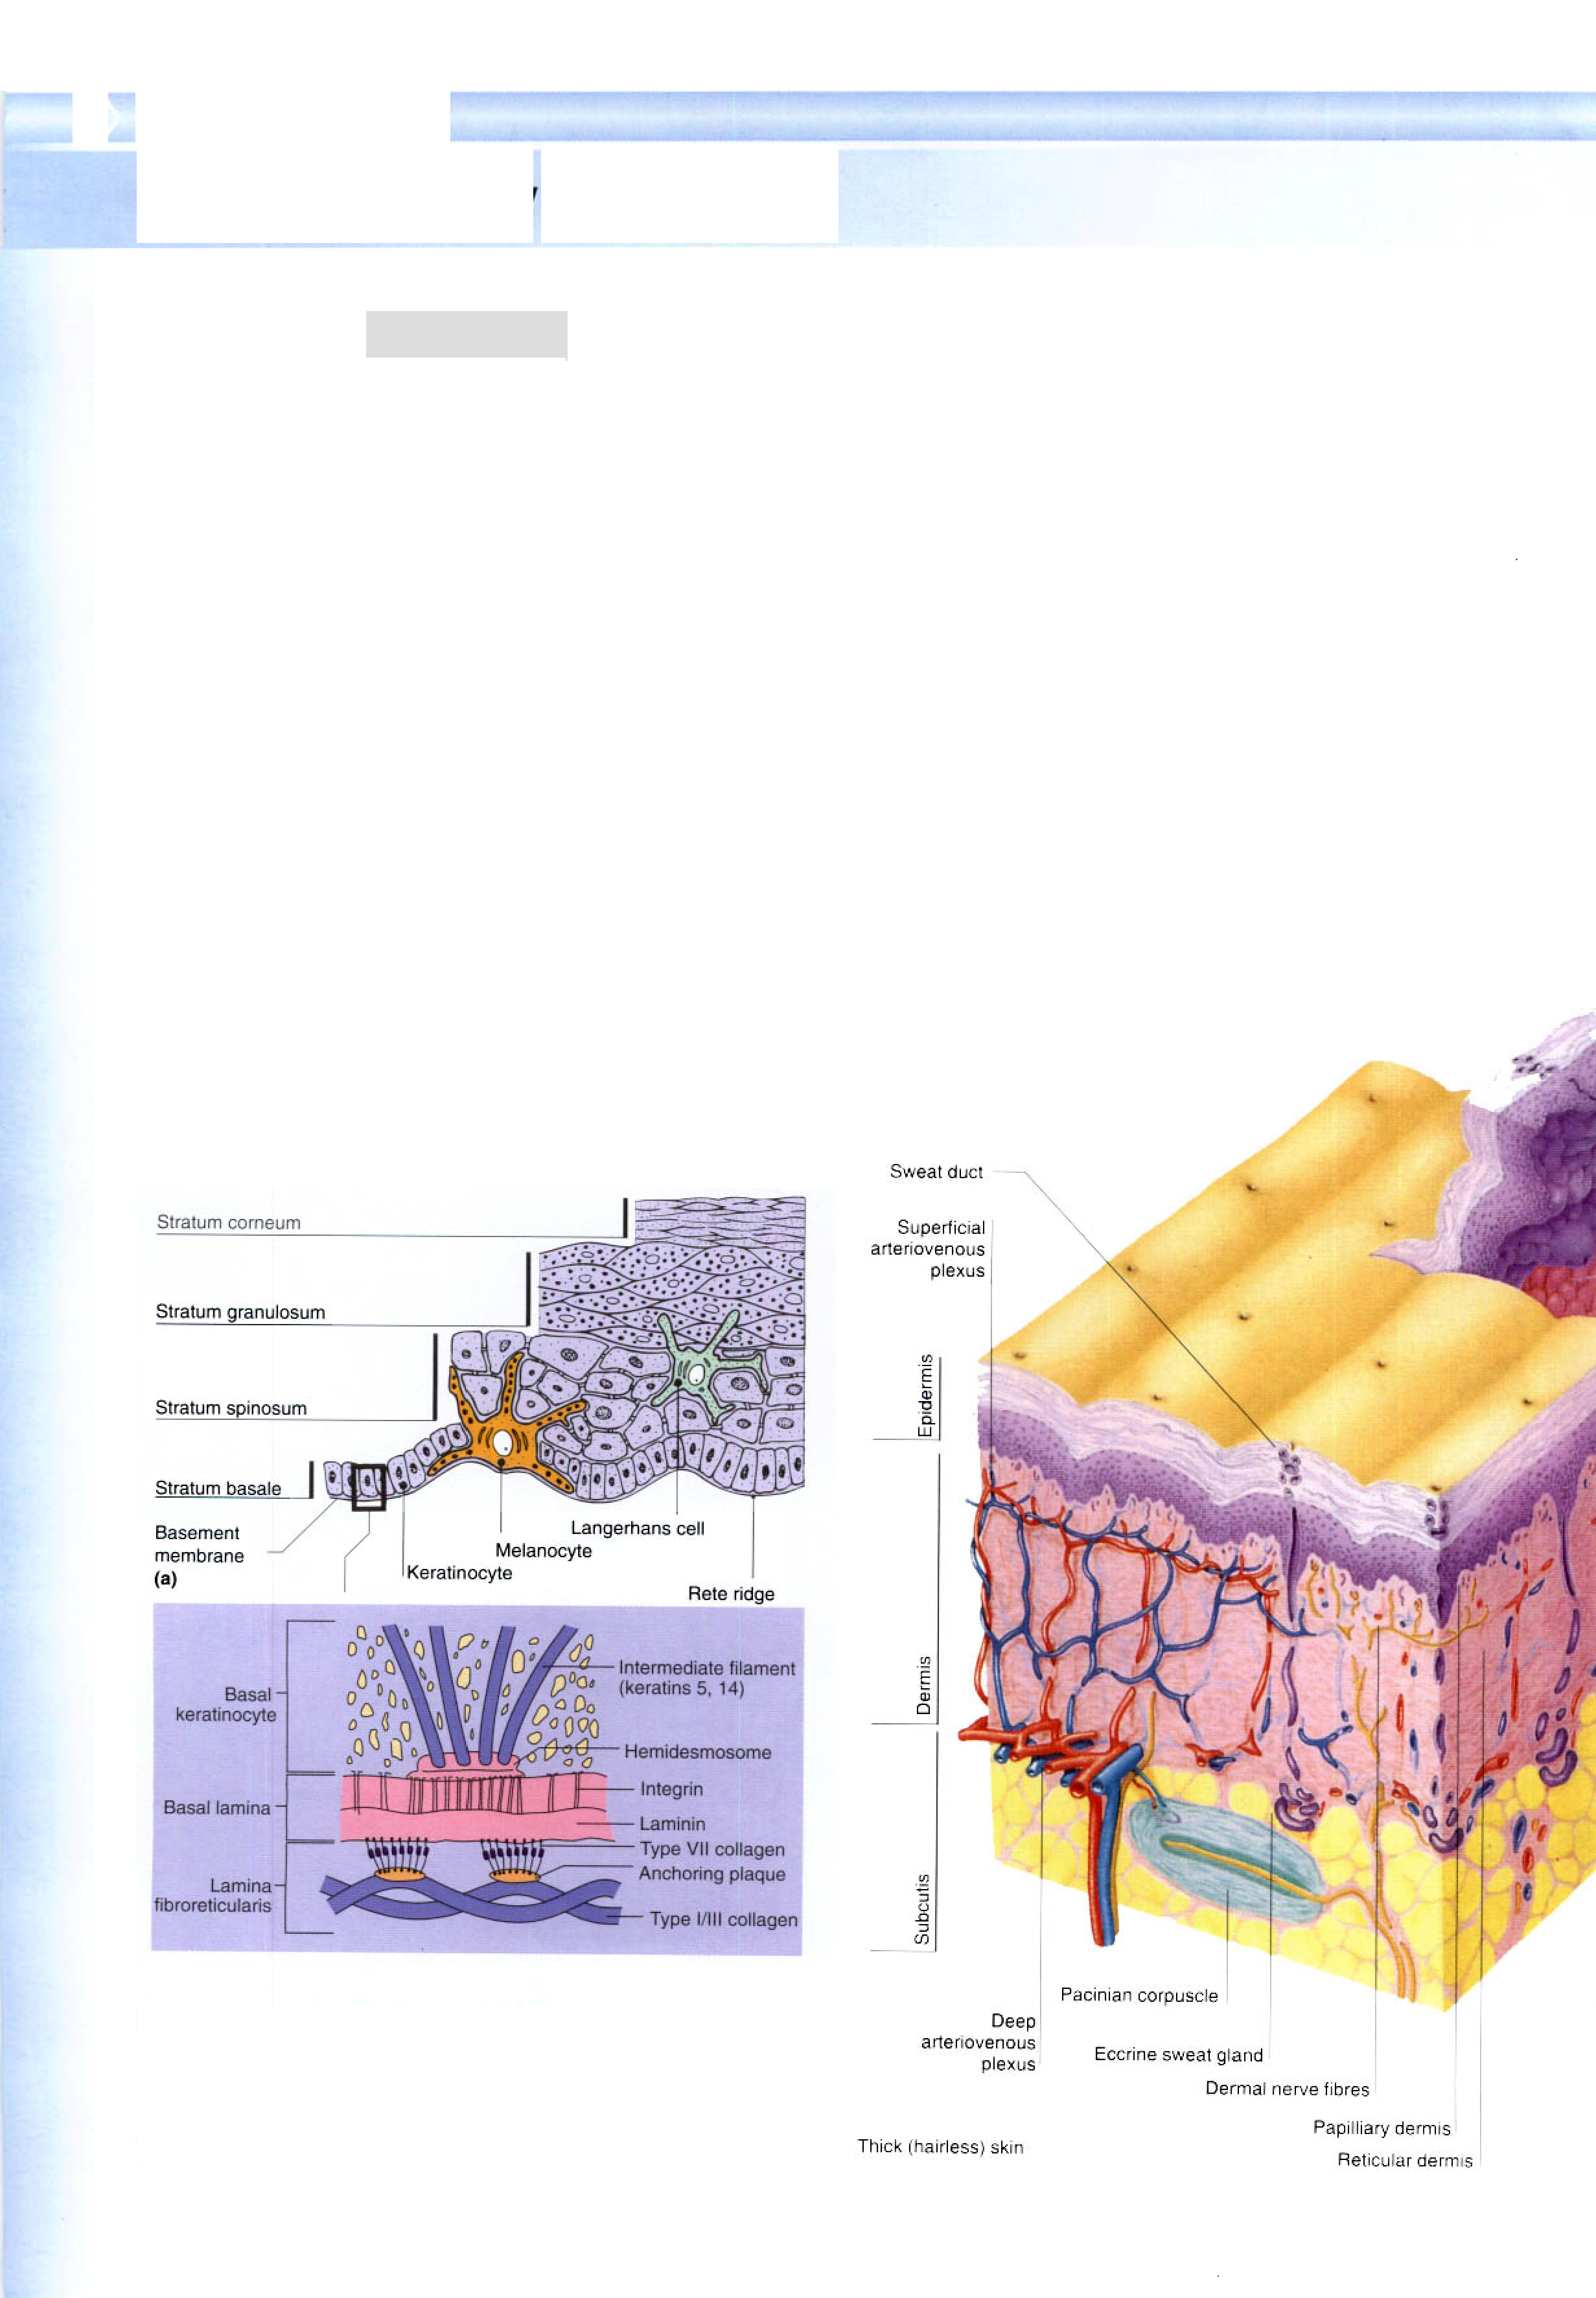 Stratum corneum
Stratum granulosum
Stratum spinosum
Stratum basale
Basement
membrane
(a)
Langerhans cell
Melanocyte
Keratinocyte
Rete ridge
Basal
keratinocyte
Basal lamina
Lamina
fibroreticularis
Intermediate filament
(keratins 5, 14)
Hemidesmosome
Integrin
Laminin
Type VII collagen
Anchoring plaque
Type I/III collagen
Sweat duct
Superficial
arteriovenous
plexus
Epidermis
Dermis
Subcutis
Pacinian corpuscle
Deep
arteriovenous
plexus
Eccrine sweat gland
Dermal nerve fibres
Papilliary dermis
Reticular dermis
Thick (hairless) skin